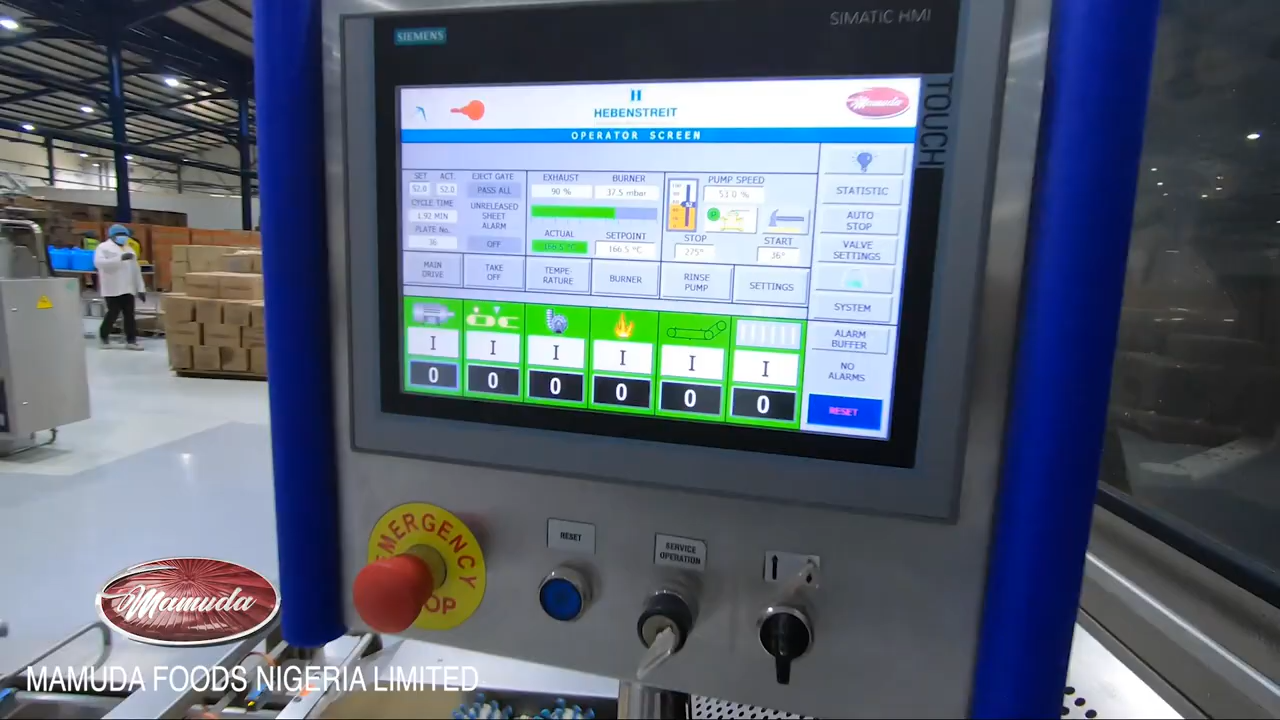 SIEMENS
SIMATIC HMI
TOUCH
HEBENSTREIT
Mamuda
OPERATOR SCREEN
SET ACT. EJECT GATE
52.0 52.0 PASS ALL
CYCLE TIME
1.92 MIN
PLATE No.
36
UNRELEASED
SHEET
ALARM
OFF
EXHAUST BURNER
90 % 37.5 mbar
ACTUAL SETPOINT
166.5 °C 166.5 °C
PUMP SPEED
53.0 %
STOP START
275° 36°
MAIN
DRIVE
TAKE
OFF
TEMPE-
RATURE
BURNER
RINSE
PUMP
SETTINGS
I I I I I I
0 0 0 0 0 0
STATISTIC
AUTO
STOP
VALVE
SETTINGS
SYSTEM
ALARM
BUFFER
NO
ALARMS
RESET
EMERGENCY
RESET
SERVICE
OPERATION
Mamuda
MAMUDA FOODS NIGERIA LIMITED